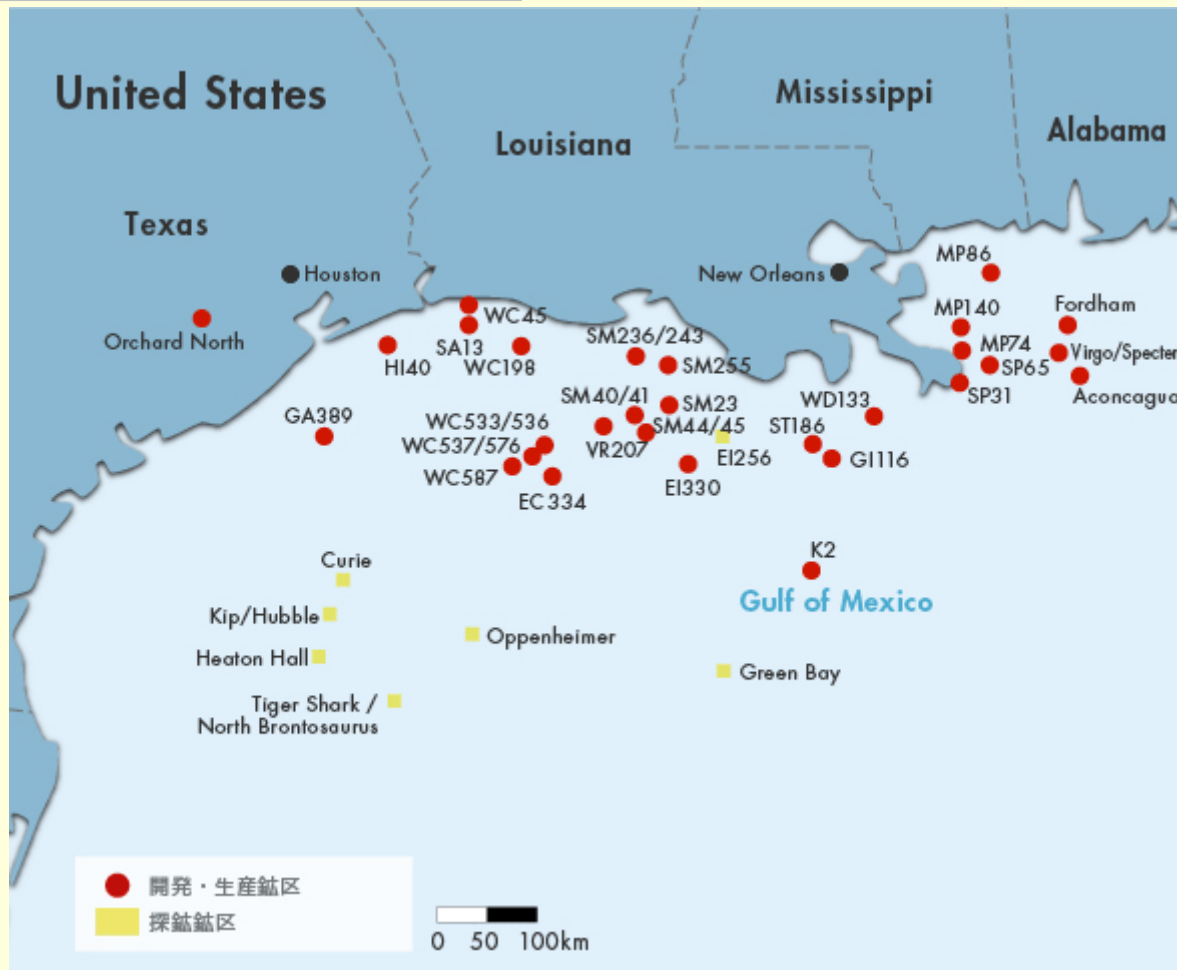 United States
Mississippi
Alabama
Louisiana
Texas
Houston
New Orleans
MP86
Orchard North
WC45
SA13
HI40
WC198
SM236/243
SM255
MP140
Fordham
MP74
Virgo/Specter
SP65
SP31
Aconcagua
GA389
WC533/536
SM40/41
SM23
WD133
WC537/576
SM44/45
ST186
VR207
EI256
GI116
WC587
EC334
EI330
K2
Gulf of Mexico
Curie
Kip/Hubble
Oppenheimer
Heaton Hall
Green Bay
Tiger Shark /
North Brontosaurus
開発・生産鉱区
探鉱鉱区
0 50 100km